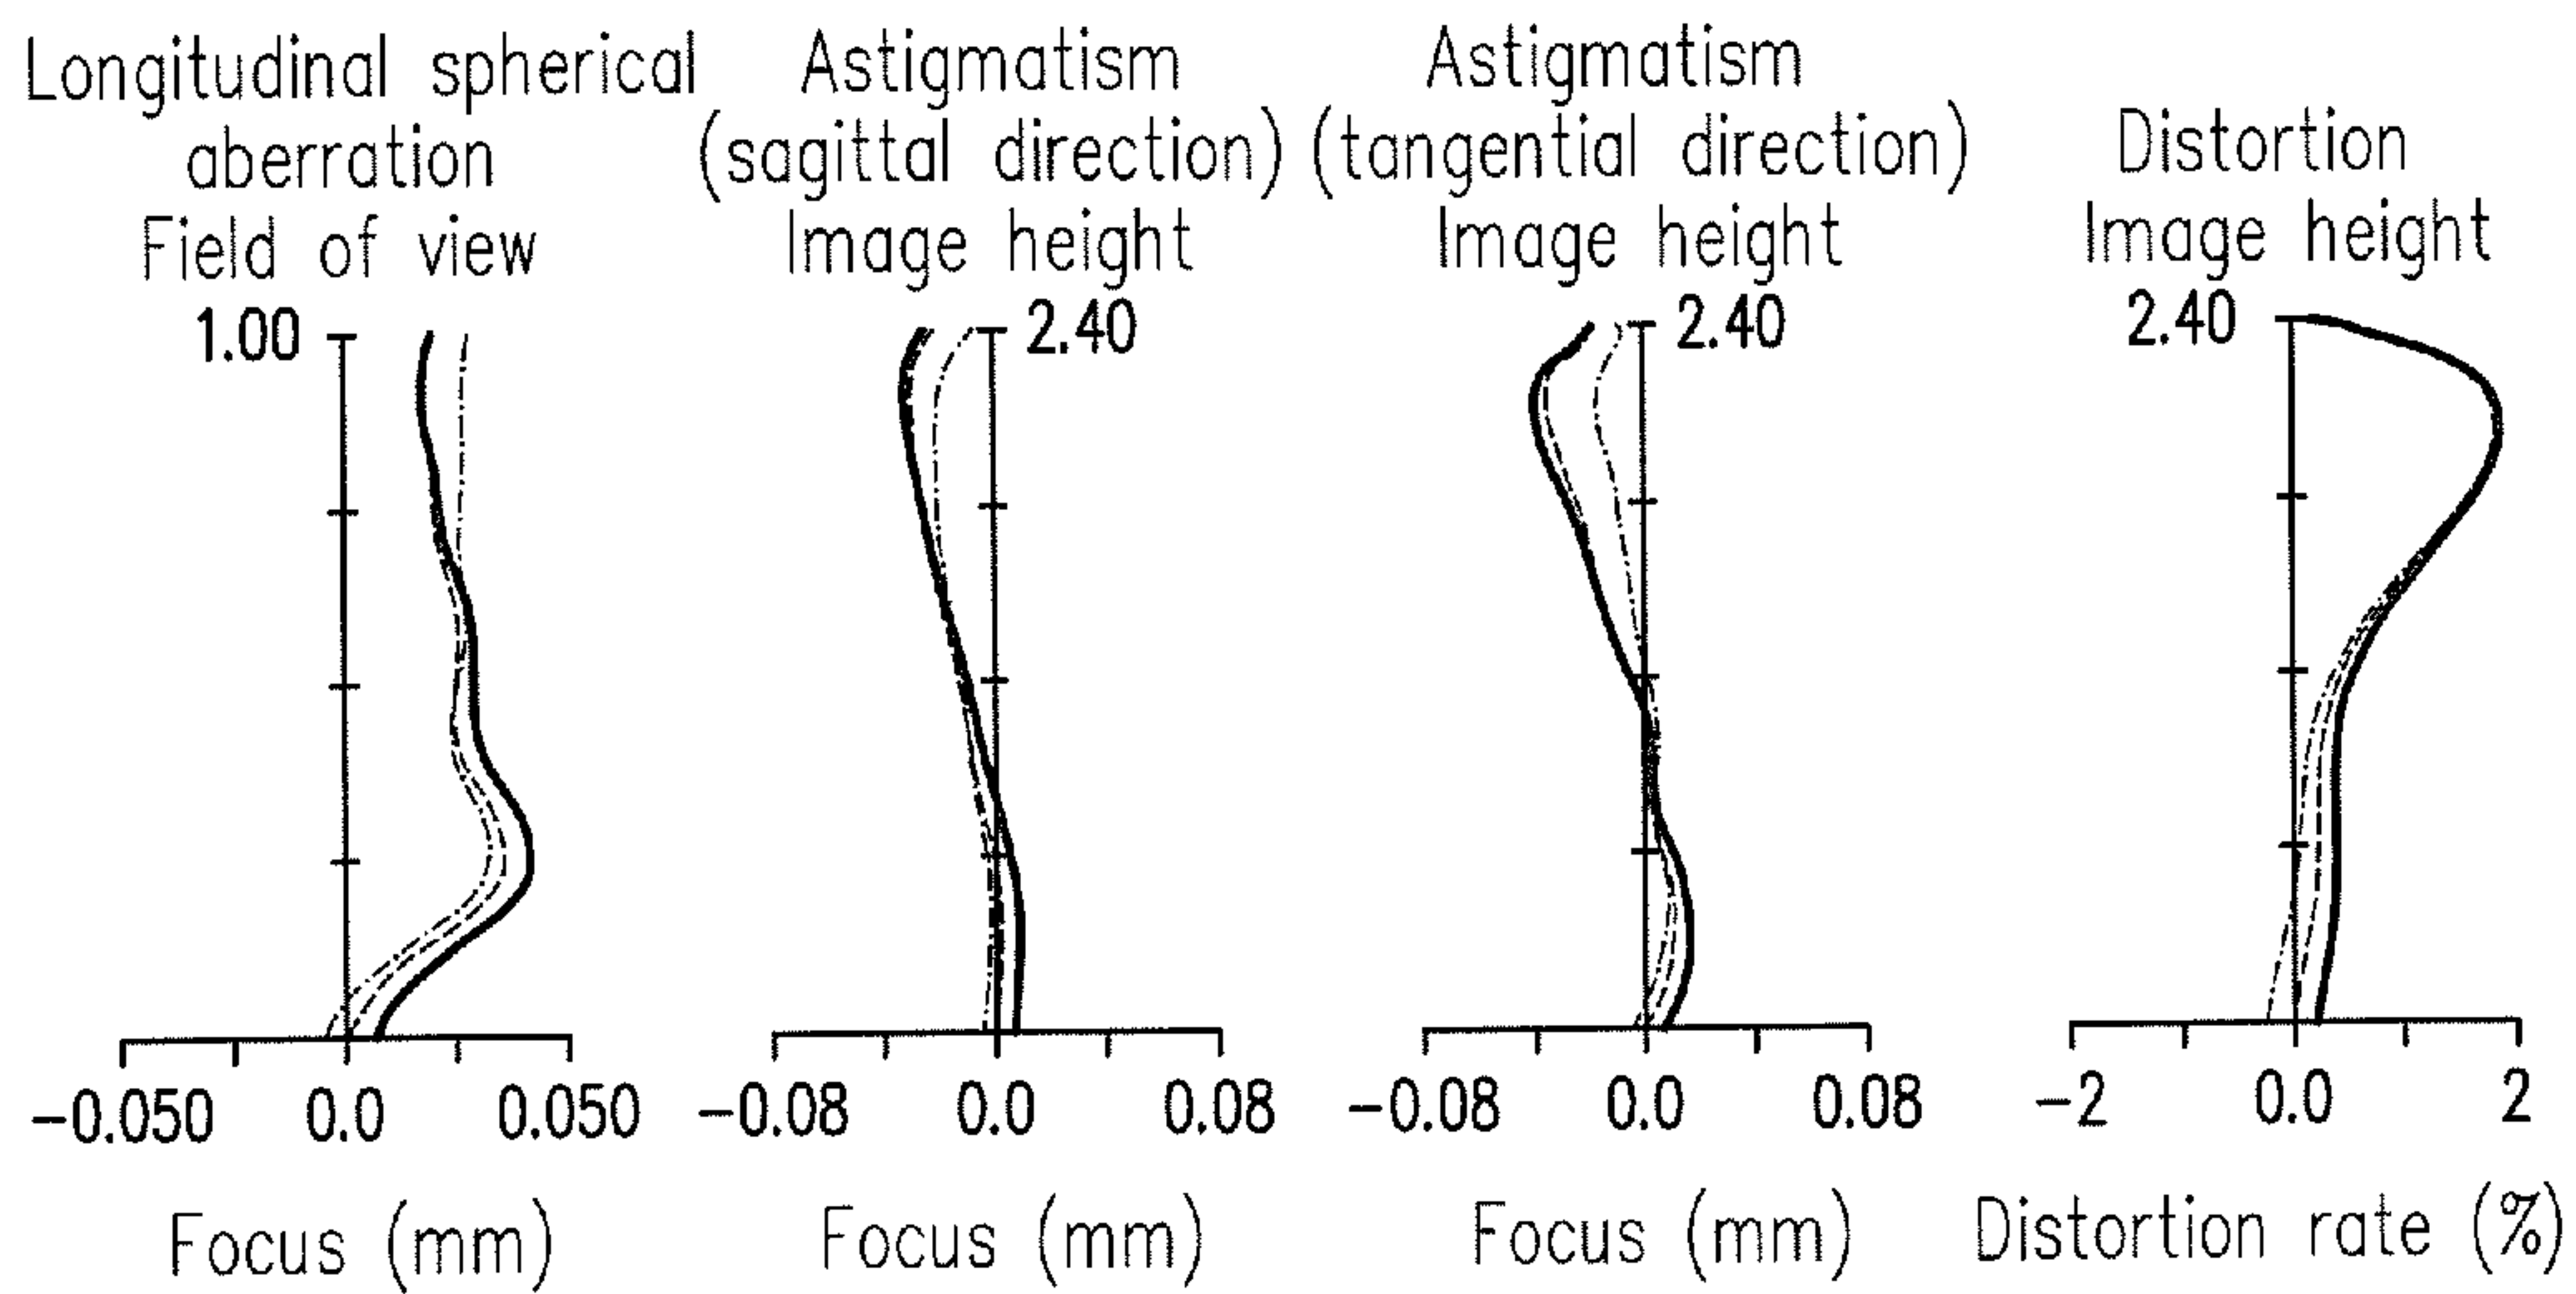 Longitudinal spherical
aberration
Field of view
1.00
-0.050 0.0 0.050
Focus (mm)
Astigmatism
(sagittal direction)
Image height
2.40
-0.08 0.0 0.08
Focus (mm)
Astigmatism
(tangential direction)
Image height
2.40
-0.08 0.0 0.08
Focus (mm)
Distortion
Image height
2.40
-2 0.0 2
Distortion rate (%)